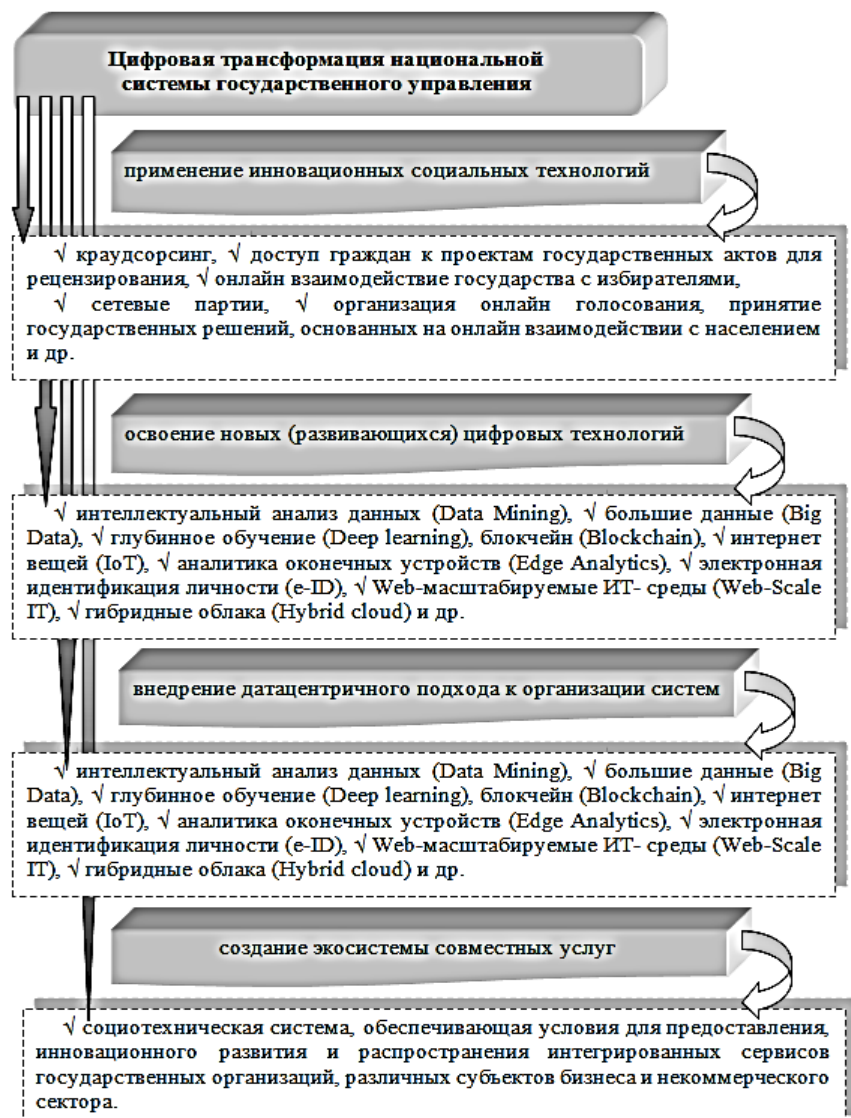 Цифровая трансформация национальной
системы государственного управления
применение инновационных социальных технологий
√ краудсорсинг, √ доступ граждан к проектам государственных актов для
рецензирования, √ онлайн взаимодействие государства с избирателями,
√ сетевые партии, √ организация онлайн голосования, принятие
государственных решений, основанных на онлайн взаимодействии с населением
и др.
освоение новых (развивающихся) цифровых технологий
√ интеллектуальный анализ данных (Data Mining), √ большие данные (Big
Data), √ глубинное обучение (Deep learning), блокчейн (Blockchain), √ интернет
вещей (IoT), √ аналитика оконечных устройств (Edge Analytics), √ электронная
идентификация личности (e-ID), √ Web-масштабируемые ИТ- среды (Web-Scale
IT), √ гибридные облака (Hybrid cloud) и др.
внедрение датацентричного подхода к организации систем
√ интеллектуальный анализ данных (Data Mining), √ большие данные (Big
Data), √ глубинное обучение (Deep learning), блокчейн (Blockchain), √ интернет
вещей (IoT), √ аналитика оконечных устройств (Edge Analytics), √ электронная
идентификация личности (e-ID), √ Web-масштабируемые ИТ- среды (Web-Scale
IT), √ гибридные облака (Hybrid cloud) и др.
создание экосистемы совместных услуг
√ социотехническая система, обеспечивающая условия для предоставления,
инновационного развития и распространения интегрированных сервисов
государственных организаций, различных субъектов бизнеса и некоммерческого
сектора.